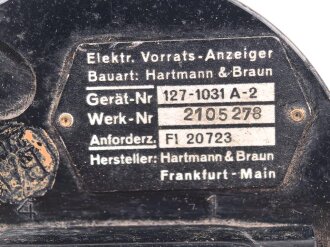 Elektr. Vorrats-Anzeiger
Bauart: Hartmann & Braun
Gerät-Nr 127-1031 A-2
Werk-Nr 2105278
Anforderz. Fl 20723
Hersteller: Hartmann & Braun
Frankfurt-Main